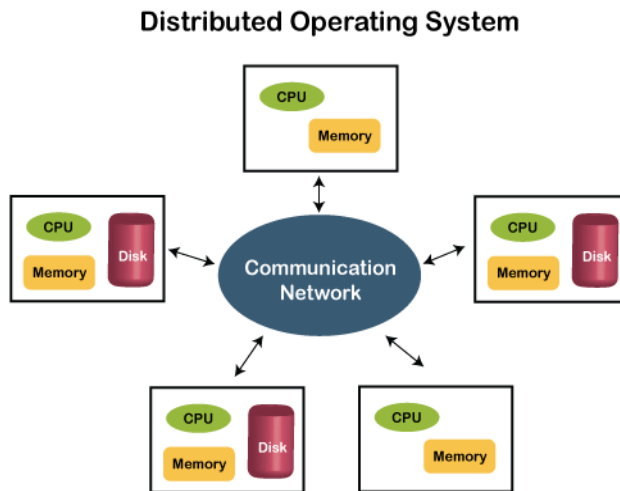 Distributed Operating System
CPU
Memory
CPU
Memory
Disk
Communication
Network
CPU
Memory
Disk
CPU
Memory
Disk
CPU
Memory